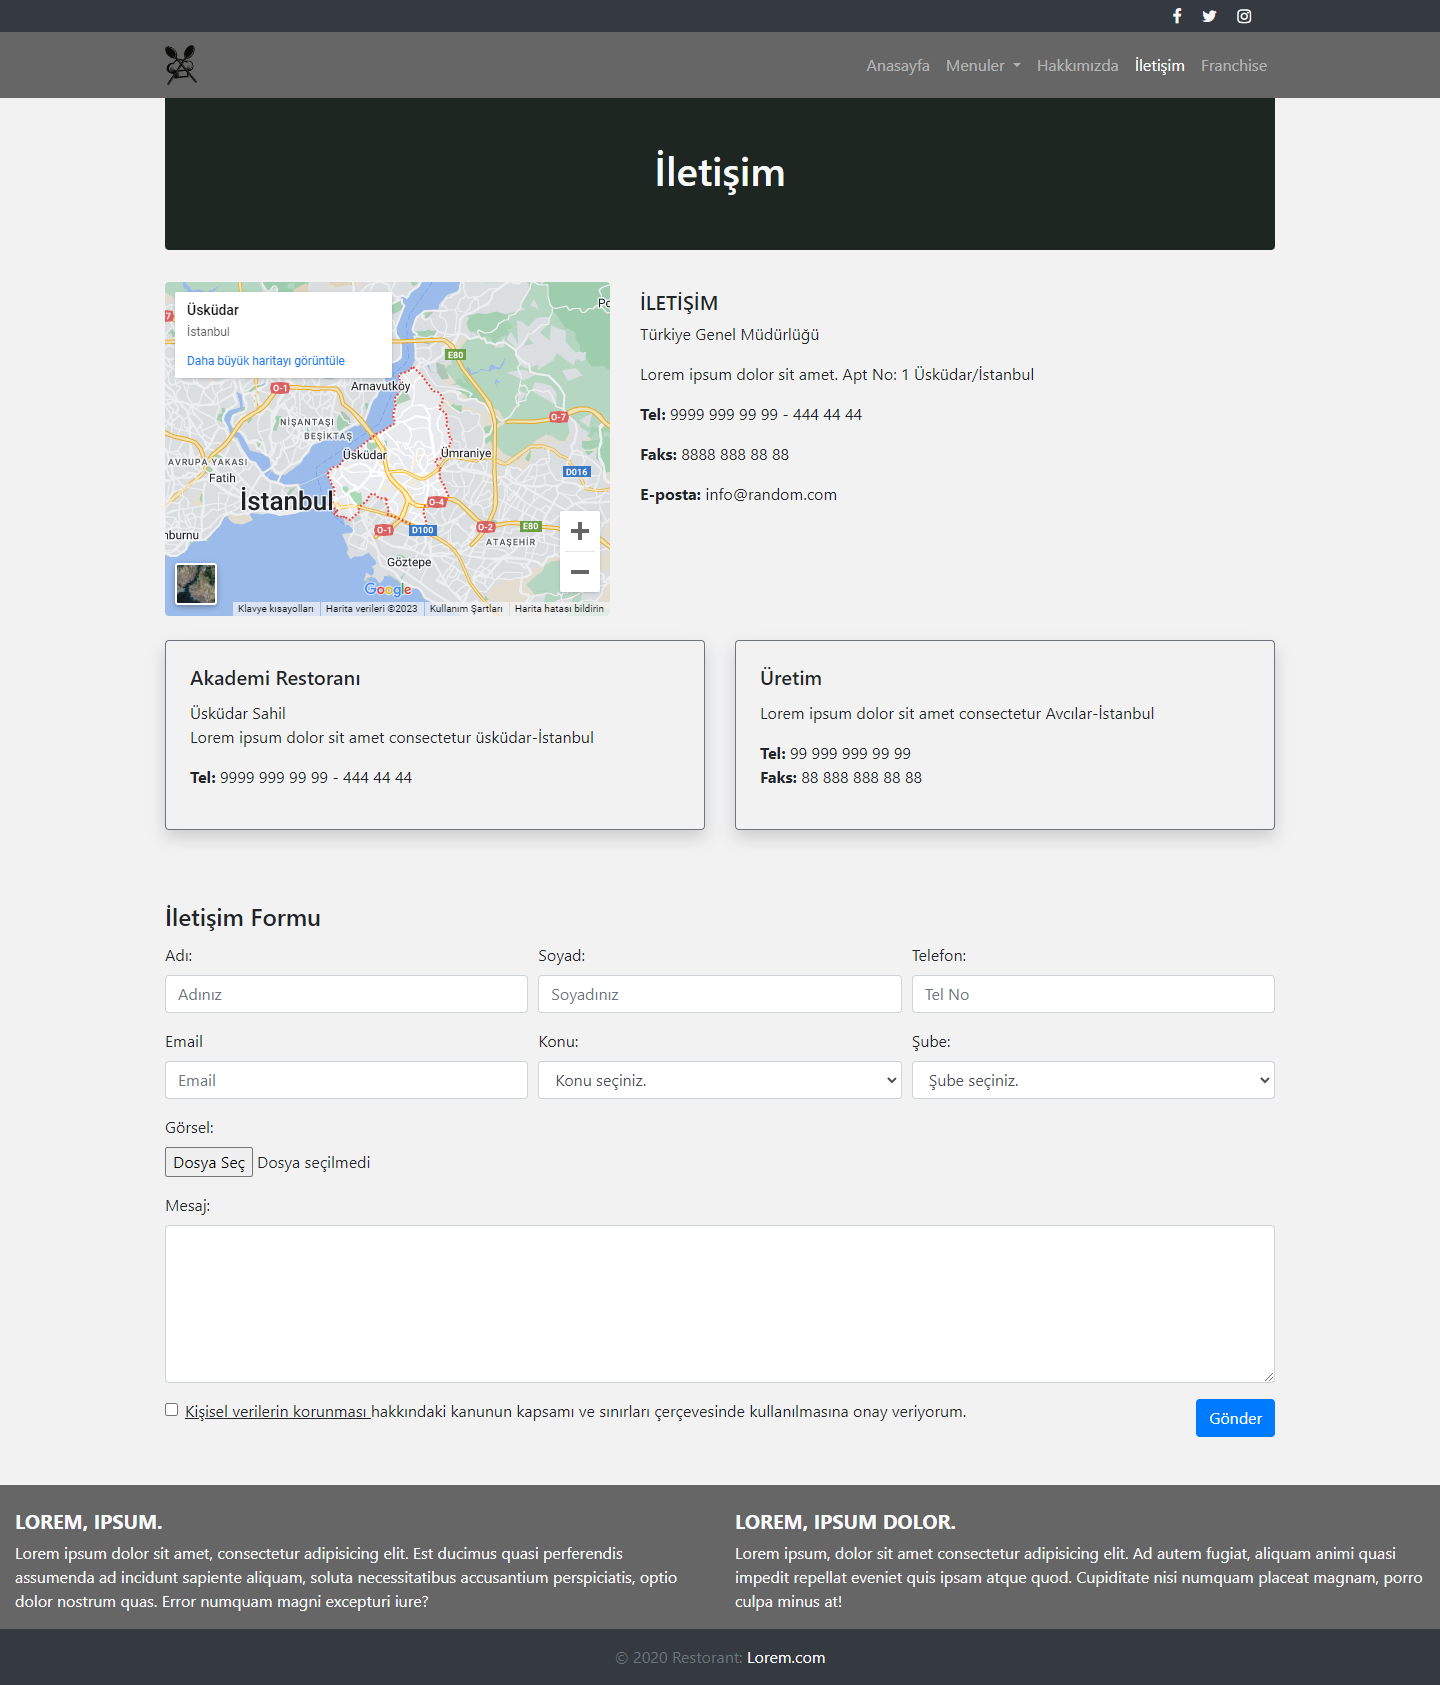 Anasayfa Menuler Hakkımızda İletişim Franchise
İletişim
Üsküdar
İstanbul
Daha büyük haritayı görüntüle
Arnavutköy
E80
O-1
O-7
NİŞANTAŞI
BEŞİKTAŞ
Üsküdar
Ümraniye
AVRUPA YAKASI
Fatih
D016
İstanbul
O-4
O-1
D100
O-2
E80
ATAŞEHİR
nburnu
Göztepe
Google
Klavye kısayolları
Harita verileri ©2023
Kullanım Şartları
Harita hatası bildirin
İLETİŞİM
Türkiye Genel Müdürlüğü
Lorem ipsum dolor sit amet. Apt No: 1 Üsküdar/İstanbul
Tel: 9999 999 99 99 - 444 44 44
Faks: 8888 888 88 88
E-posta: info@random.com
Akademi Restoranı
Üsküdar Sahil
Lorem ipsum dolor sit amet consectetur üsküdar-İstanbul
Tel: 9999 999 99 99 - 444 44 44
Üretim
Lorem ipsum dolor sit amet consectetur Avcılar-İstanbul
Tel: 99 999 999 99 99
Faks: 88 888 888 88 88
İletişim Formu
Adı:
Adınız
Soyad:
Soyadınız
Telefon:
Tel No
Email
Email
Konu:
Konu seçiniz.
Şube:
Şube seçiniz.
Görsel:
Dosya Seç Dosya seçilmedi
Mesaj:
Kişisel verilerin korunması hakkındaki kanunun kapsamı ve sınırları çerçevesinde kullanılmasına onay veriyorum.
Gönder
LOREM, IPSUM.
Lorem ipsum dolor sit amet, consectetur adipisicing elit. Est ducimus quasi perferendis
assumenda ad incidunt sapiente aliquam, soluta necessitatibus accusantium perspiciatis, optio
dolor nostrum quas. Error numquam magni excepturi iure?
LOREM, IPSUM DOLOR.
Lorem ipsum, dolor sit amet consectetur adipisicing elit. Ad autem fugiat, aliquam animi quasi
impedit repellat eveniet quis ipsam atque quod. Cupiditate nisi numquam placeat magnam, porro
culpa minus at!
© 2020 Restorant: Lorem.com